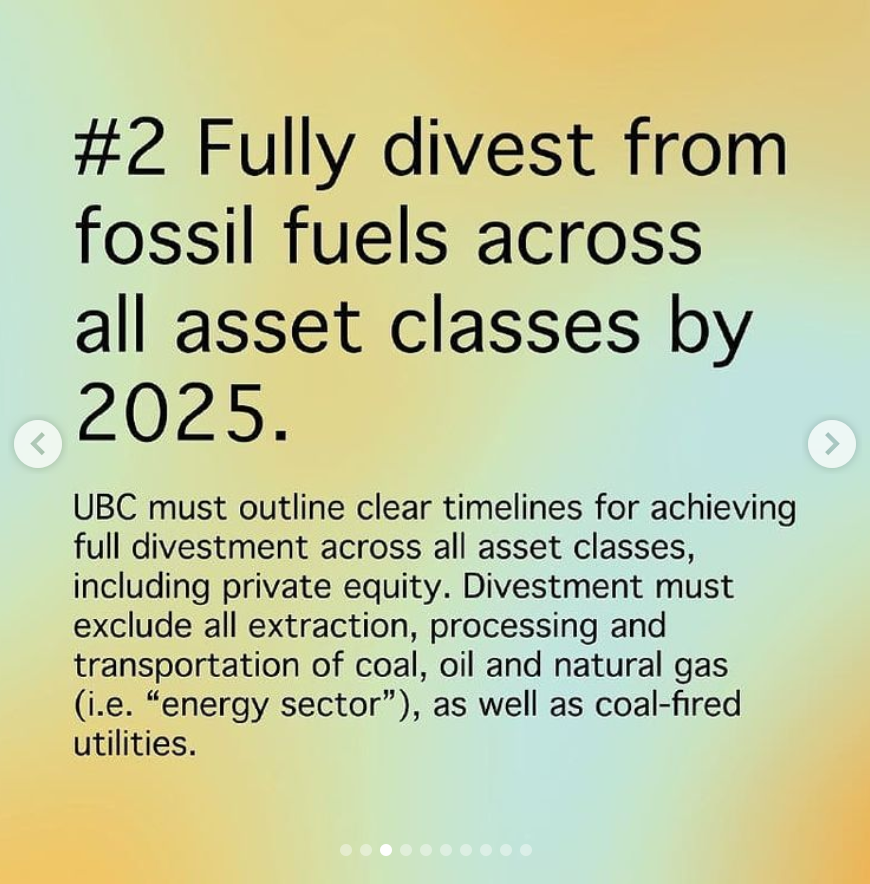 #2 Fully divest from
fossil fuels across
all asset classes by
2025.
UBC must outline clear timelines for achieving
full divestment across all asset classes,
including private equity. Divestment must
exclude all extraction, processing and
transportation of coal, oil and natural gas
(i.e. “energy sector”), as well as coal-fired
utilities.